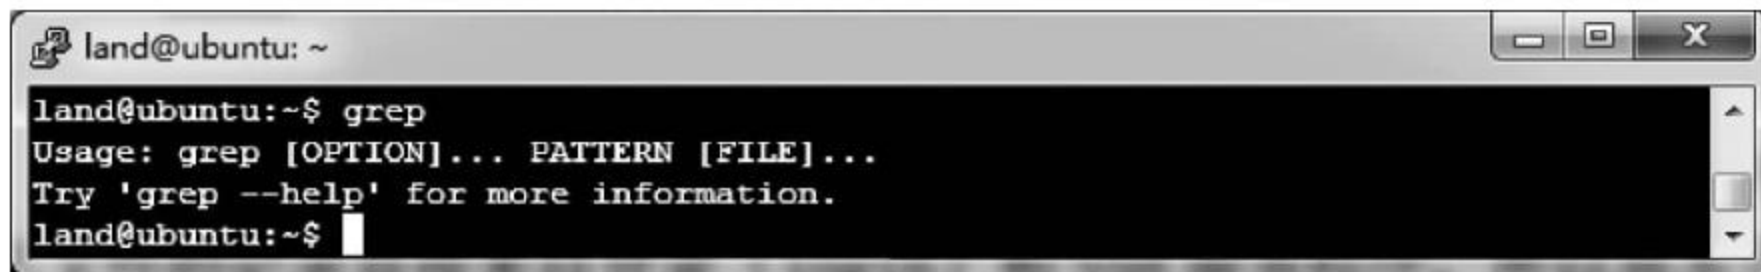 land@ubuntu: ~
land@ubuntu:~$ grep
Usage: grep [OPTION]... PATTERN [FILE]...
Try 'grep --help' for more information.
land@ubuntu:~$